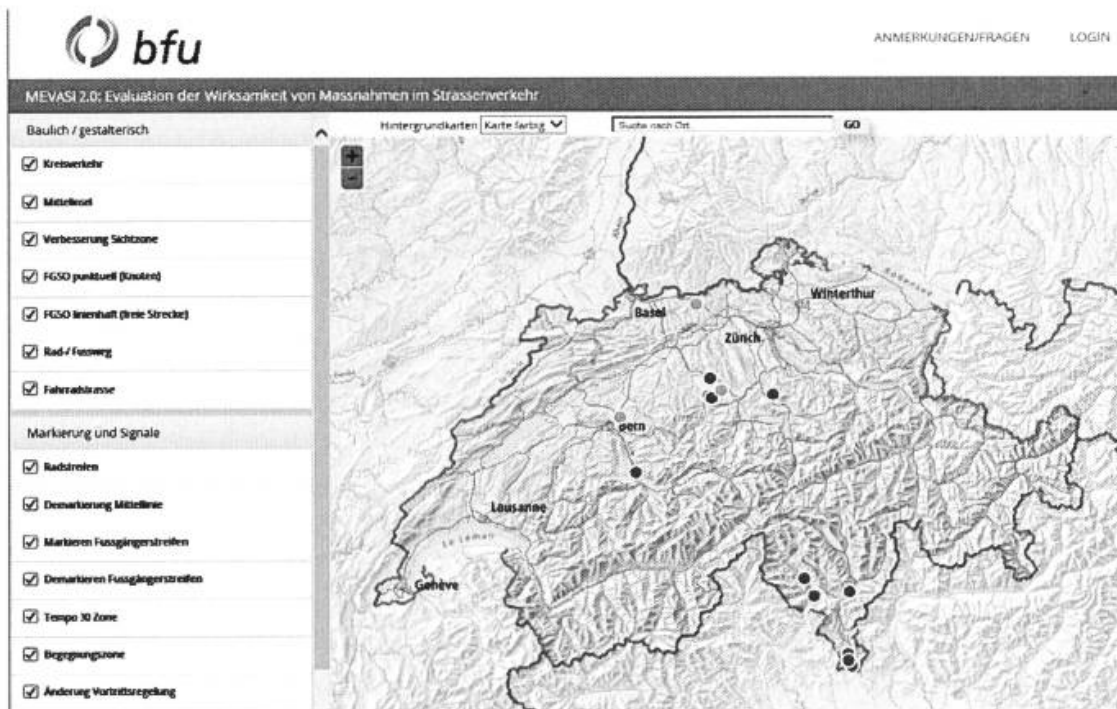 bfu
ANMERKUNGEN/FRAGEN LOGIN
MEVASI 2.0: Evaluation der Wirksamkeit von Massnahmen im Strassenverkehr
Baulich / gestalterisch
Hintergrundkarten Karte farbig
Suche nach Ort
GO
Kreisverkehr
Mittelinsel
Verbesserung Sichtzone
FGSO punktuell (Knoten)
FGSO linienhaft (freie Strecke)
Rad-/ Fussweg
Fahrradstrasse
Markierung und Signale
Radstreifen
Demarkierung Mittellinie
Markieren Fussgängerstreifen
Demarkieren Fussgängerstreifen
Tempo 30 Zone
Begegnungszone
Änderung Vortrittsregelung
+
-
Basel
Winterthur
Zürich
Bern
Lausanne
Le Léman
Genève
Bodensee